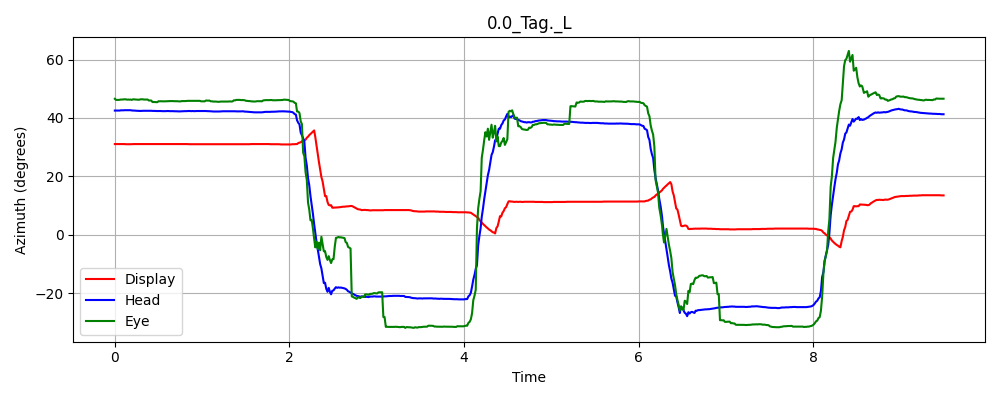 0.0_Tag._L
Azimuth (degrees)
60
40
20
0
−20
Display
Head
Eye
0 2 4 6 8
Time